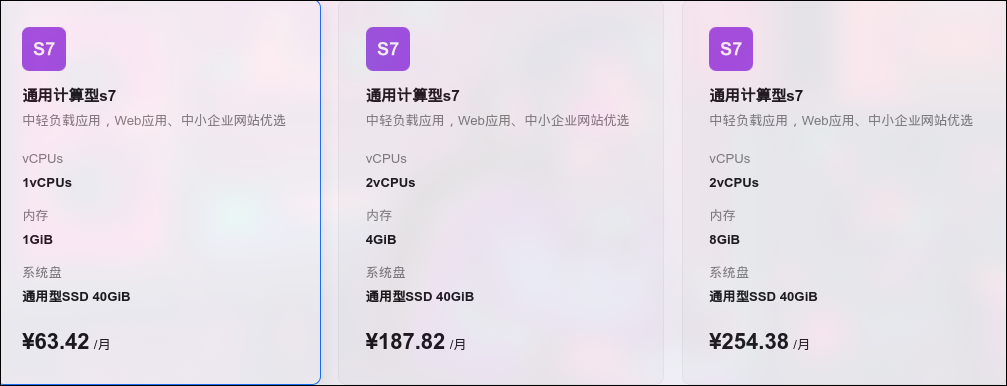 S7
通用计算型s7
中轻负载应用，Web应用、中小企业网站优选
vCPUs
1vCPUs
内存
1GiB
系统盘
通用型SSD 40GiB
¥63.42 /月
S7
通用计算型s7
中轻负载应用，Web应用、中小企业网站优选
vCPUs
2vCPUs
内存
4GiB
系统盘
通用型SSD 40GiB
¥187.82 /月
S7
通用计算型s7
中轻负载应用，Web应用、中小企业网站优选
vCPUs
2vCPUs
内存
8GiB
系统盘
通用型SSD 40GiB
¥254.38 /月